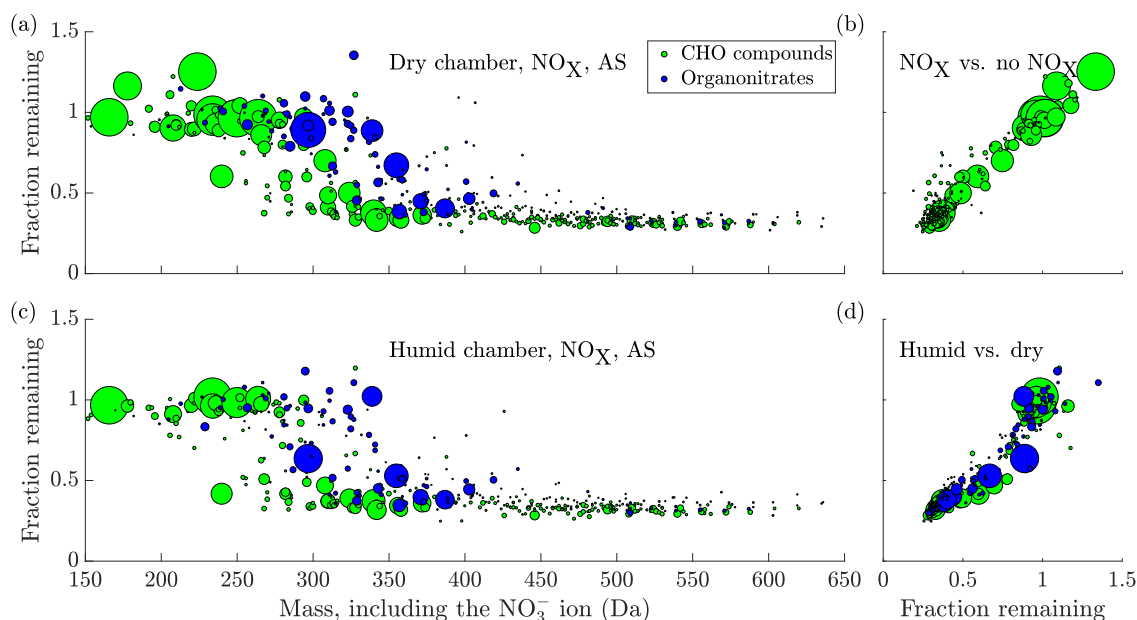 (a)
1.5
1
0.5
0
Fraction remaining
Dry chamber, NOX, AS
CHO compounds
Organonitrates
(b)
NOX vs. no NOX
(c)
1.5
1
0.5
0
Fraction remaining
Humid chamber, NOX, AS
150 200 250 300 350 400 450 500 550 600 650
Mass, including the NO3− ion (Da)
(d)
Humid vs. dry
0 0.5 1 1.5
Fraction remaining